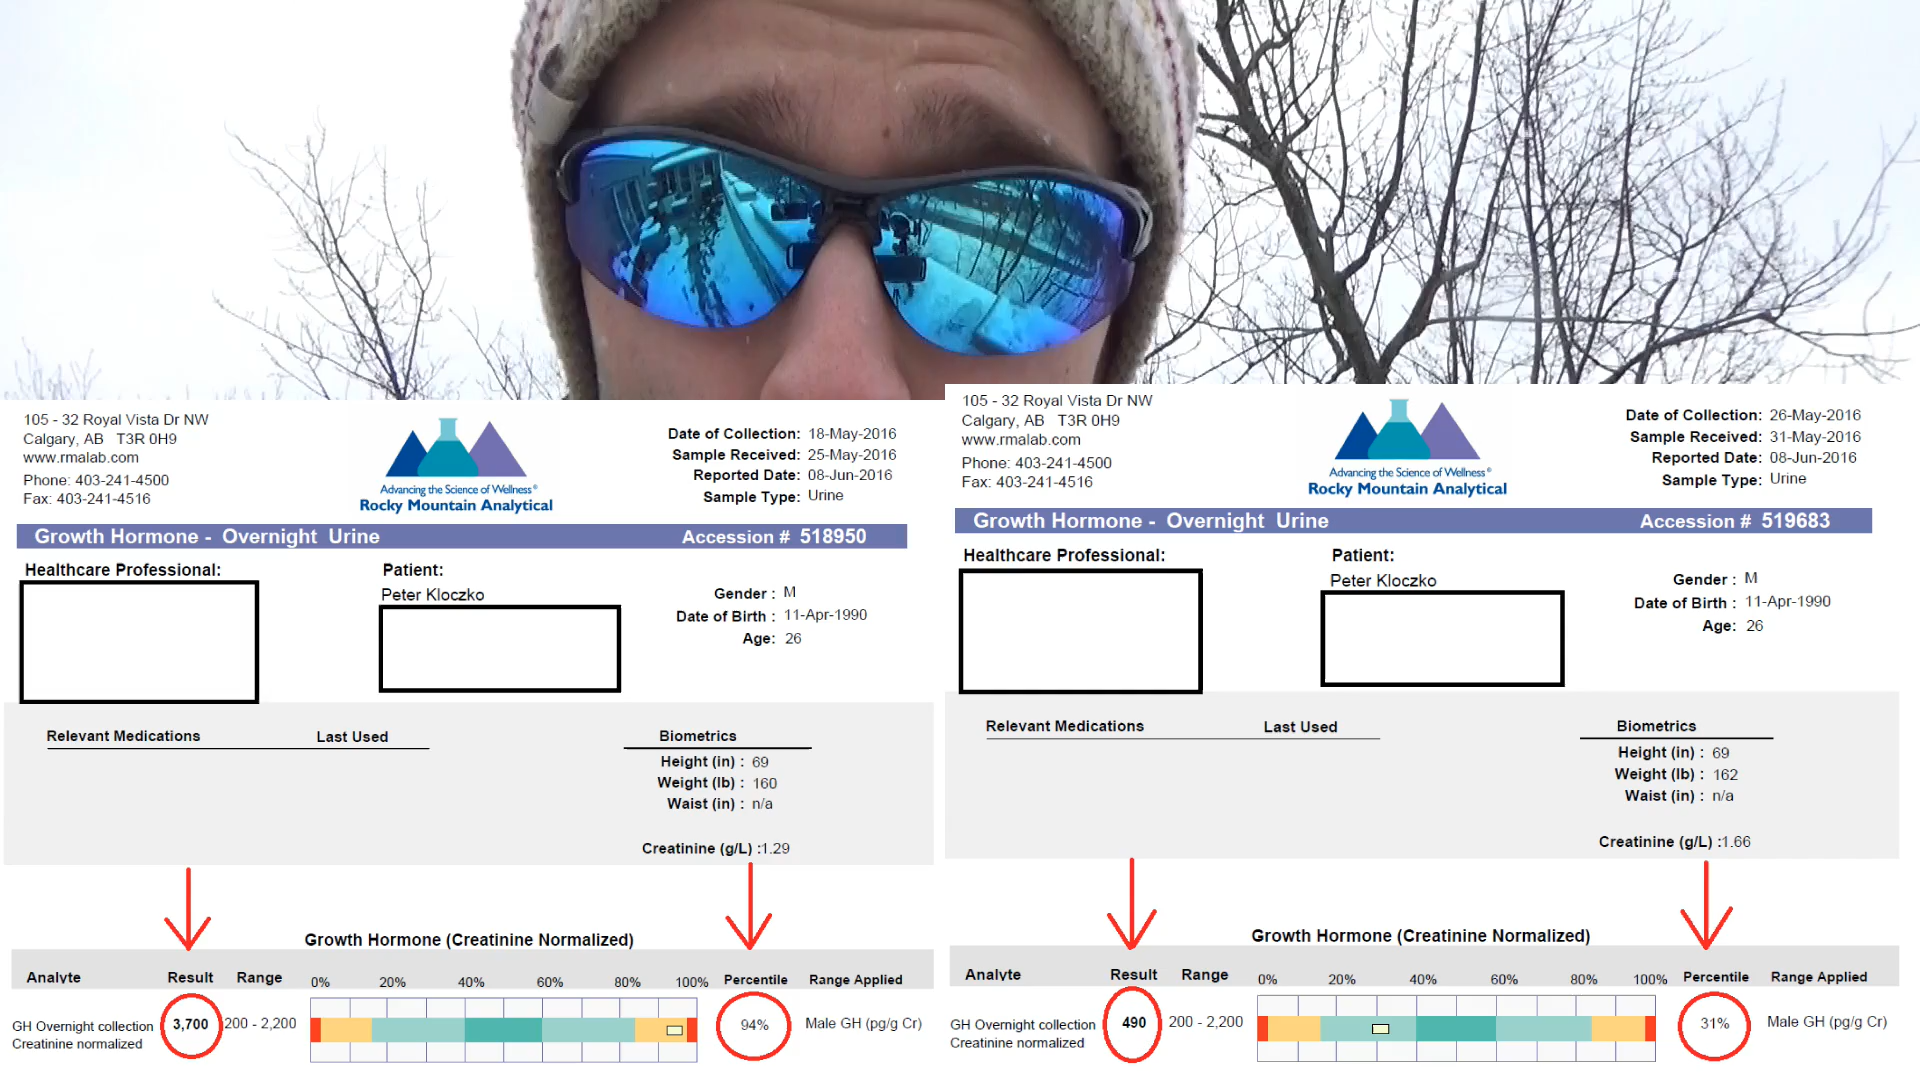 105 - 32 Royal Vista Dr NW
Calgary, AB T3R 0H9
www.rmalab.com
Phone: 403-241-4500
Fax: 403-241-4516
Advancing the Science of Wellness®
Rocky Mountain Analytical
Date of Collection: 18-May-2016
Sample Received: 25-May-2016
Reported Date: 08-Jun-2016
Sample Type: Urine
Growth Hormone - Overnight Urine Accession # 518950
Healthcare Professional:
Patient:
Peter Kloczko
Gender : M
Date of Birth : 11-Apr-1990
Age: 26
Relevant Medications Last Used
Biometrics
Height (in) : 69
Weight (lb) : 160
Waist (in) : n/a
Creatinine (g/L) :1.29
Growth Hormone (Creatinine Normalized)
Analyte Result Range 0% 20% 40% 60% 80% 100% Percentile Range Applied
GH Overnight collection
Creatinine normalized
3,700 200 - 2,200 94% Male GH (pg/g Cr)
105 - 32 Royal Vista Dr NW
Calgary, AB T3R 0H9
www.rmalab.com
Phone: 403-241-4500
Fax: 403-241-4516
Advancing the Science of Wellness®
Rocky Mountain Analytical
Date of Collection: 26-May-2016
Sample Received: 31-May-2016
Reported Date: 08-Jun-2016
Sample Type: Urine
Growth Hormone - Overnight Urine Accession # 519683
Healthcare Professional:
Patient:
Peter Kloczko
Gender : M
Date of Birth : 11-Apr-1990
Age: 26
Relevant Medications Last Used
Biometrics
Height (in) : 69
Weight (lb) : 162
Waist (in) : n/a
Creatinine (g/L) :1.66
Growth Hormone (Creatinine Normalized)
Analyte Result Range 0% 20% 40% 60% 80% 100% Percentile Range Applied
GH Overnight collection
Creatinine normalized
490 200 - 2,200 31% Male GH (pg/g Cr)